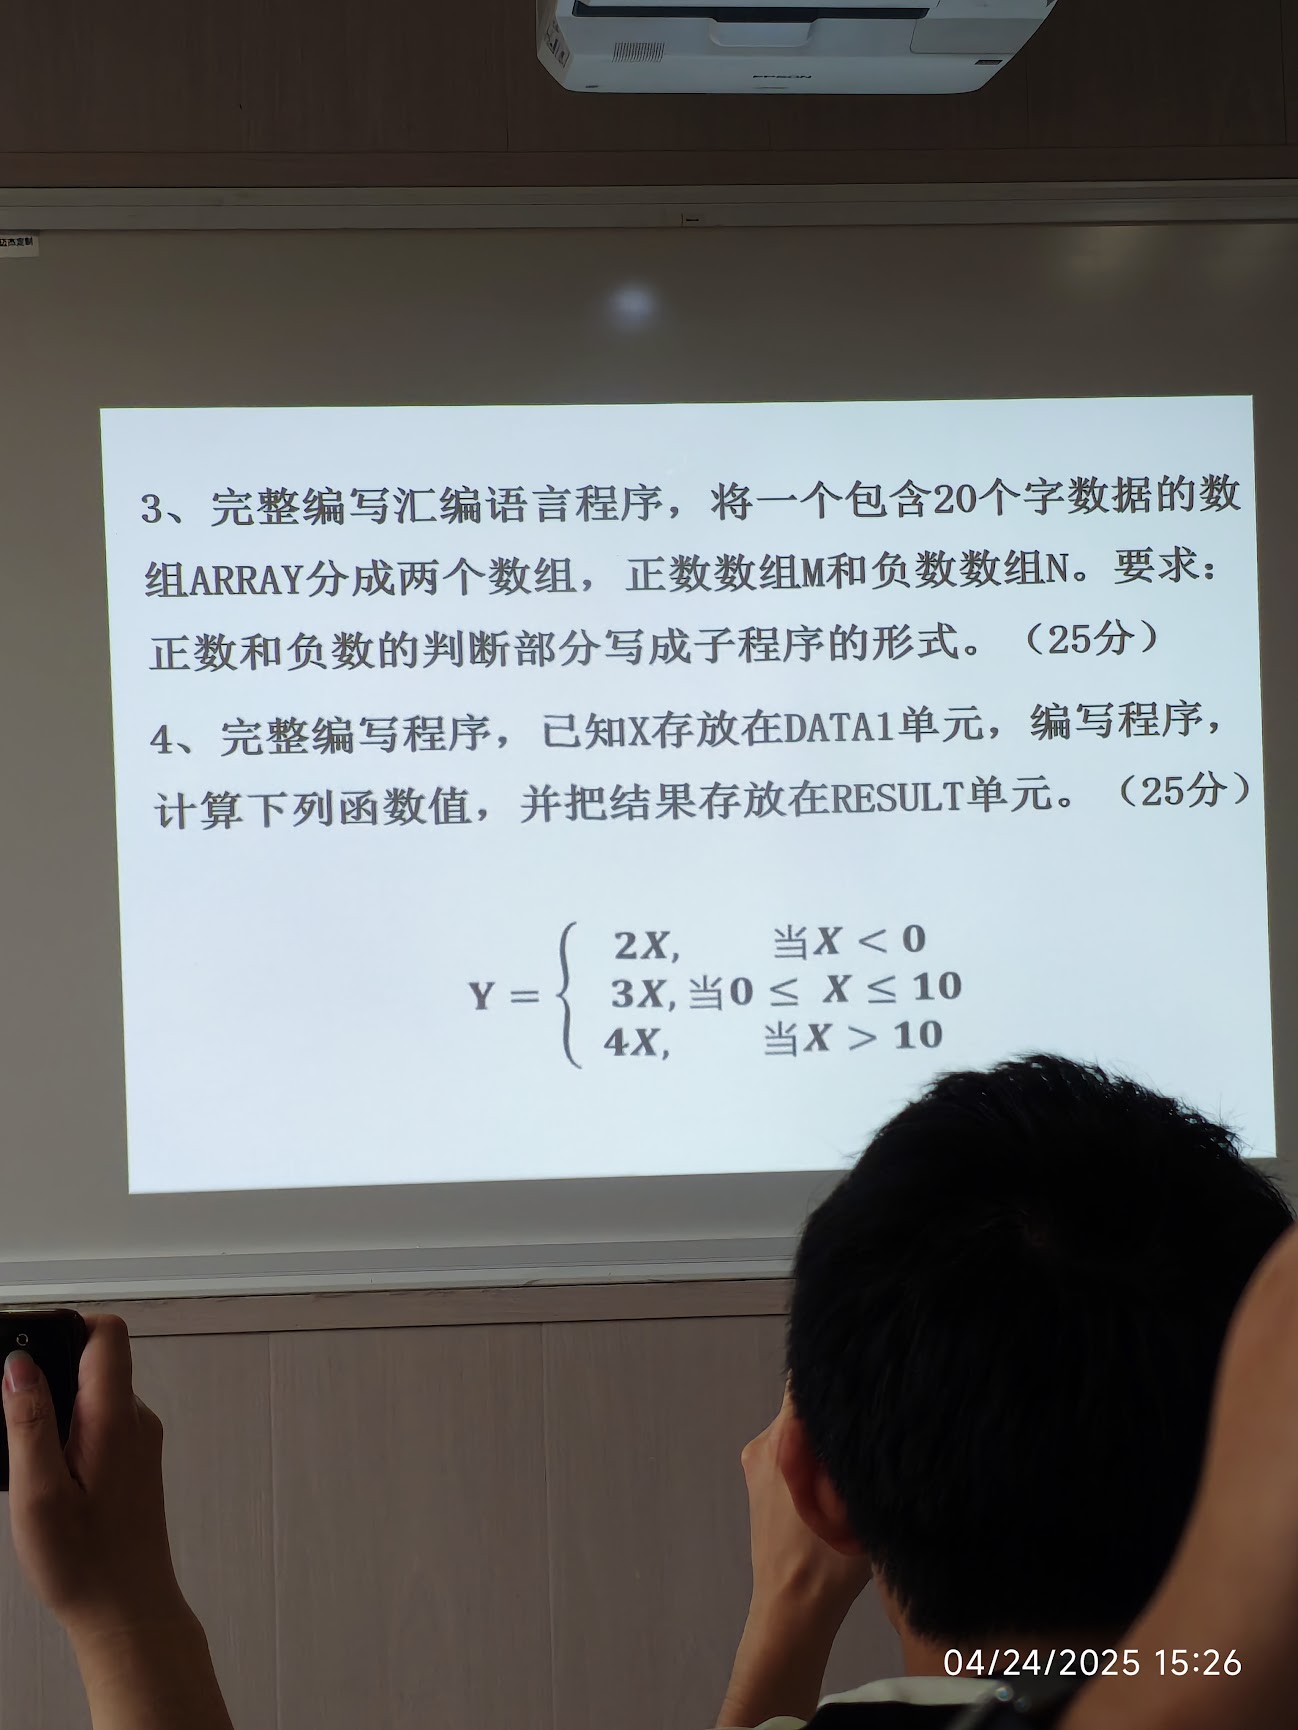 EPSON
3、完整编写汇编语言程序，将一个包含20个字数据的数
组ARRAY分成两个数组，正数数组M和负数数组N。要求：
正数和负数的判断部分写成子程序的形式。（25分）
4、完整编写程序，已知X存放在DATA1单元，编写程序，
计算下列函数值，并把结果存放在RESULT单元。（25分）
2X, 当X < 0
Y = { 3X, 当0 ≤ X ≤ 10
4X, 当X > 10
04/24/2025 15:26